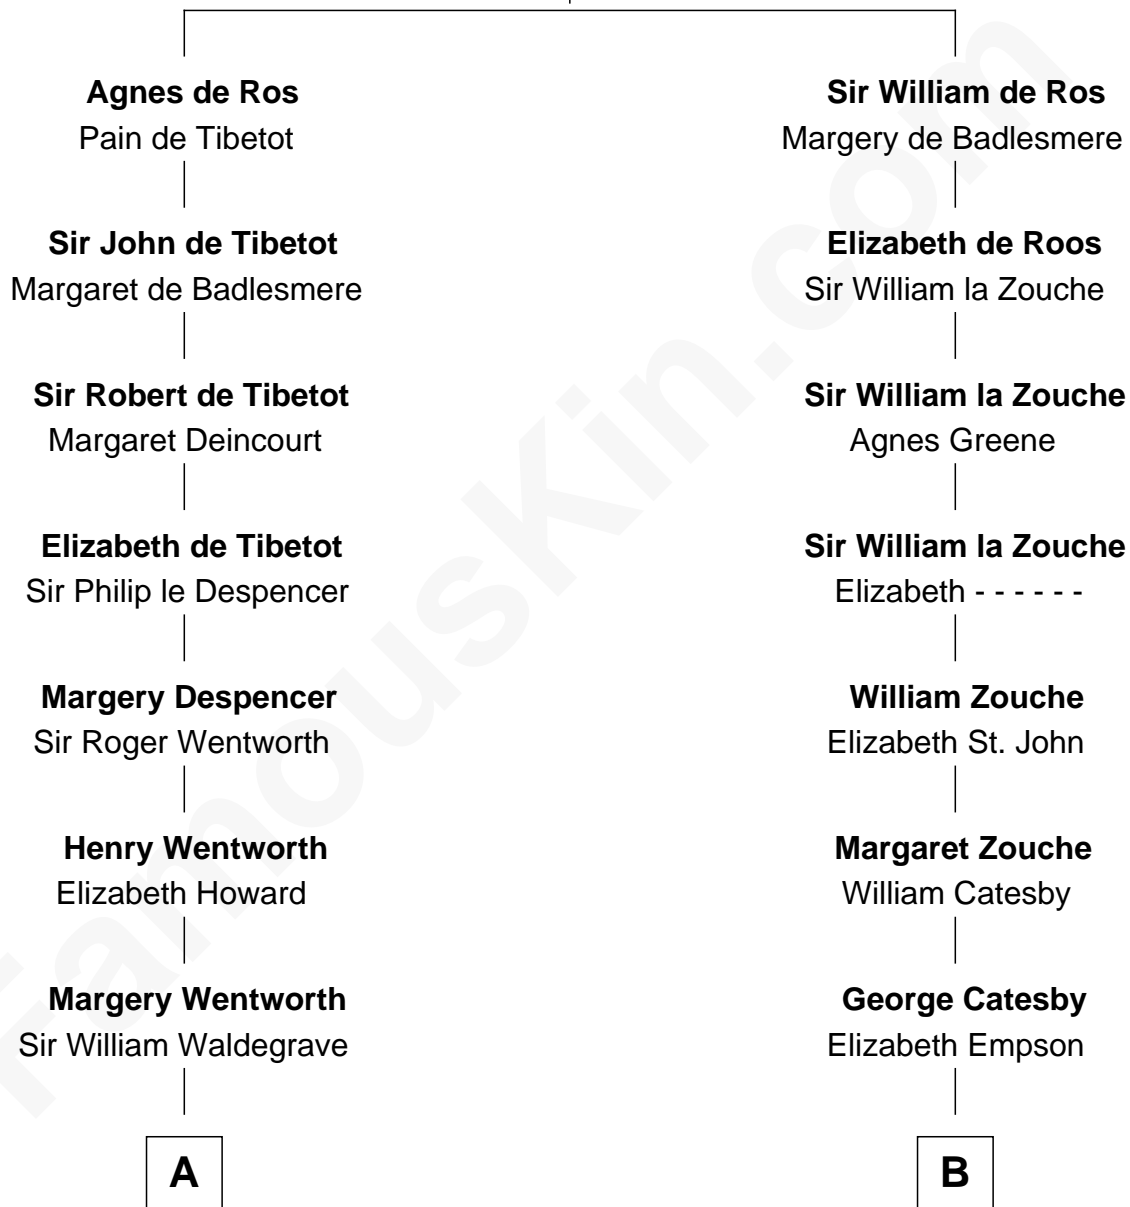 Agnes de Ros
Pain de Tibetot
Sir William de Ros
Margery de Badlesmere
Sir John de Tibetot
Margaret de Badlesmere
Elizabeth de Roos
Sir William la Zouche
Sir Robert de Tibetot
Margaret Deincourt
Sir William la Zouche
Agnes Greene
Elizabeth de Tibetot
Sir Philip le Despencer
Sir William la Zouche
Elizabeth - - - - - -
Margery Despencer
Sir Roger Wentworth
William Zouche
Elizabeth St. John
Henry Wentworth
Elizabeth Howard
Margaret Zouche
William Catesby
Margery Wentworth
Sir William Waldegrave
George Catesby
Elizabeth Empson
A
B
FamousKin.com